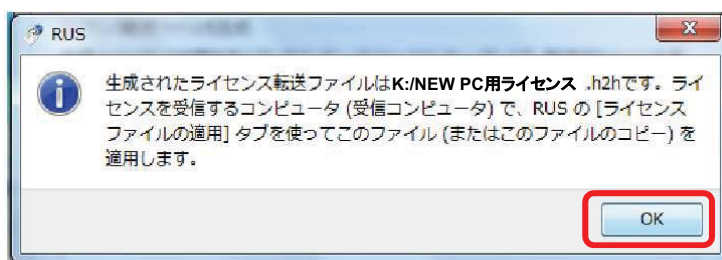 RUS
生成されたライセンス転送ファイルはK:/NEW PC用ライセンス .h2hです。ライ
センスを受信するコンピュータ (受信コンピュータ) で、RUS の [ライセンス
ファイルの適用] タブを使ってこのファイル (またはこのファイルのコピー) を
適用します。
OK